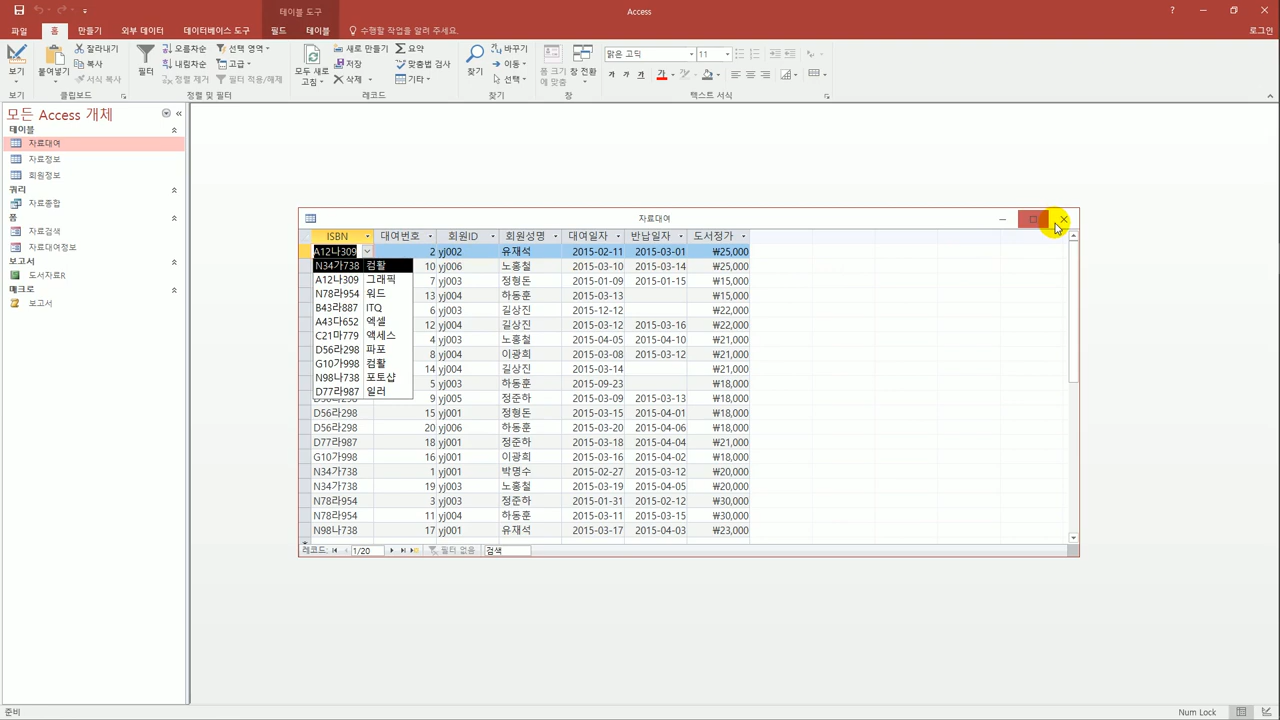 테이블 도구
Access
파일 홈 만들기 외부 데이터 데이터베이스 도구 필드 테이블 수행할 작업을 알려 주세요. 로그인
보기 붙여넣기 잘라내기 복사 서식 복사 필터 오름차순 내림차순 정렬 제거 선택 영역 고급 필터 적용/해제 모두 새로 고침 새로 만들기 저장 삭제 요약 맞춤법 검사 기타 찾기 바꾸기 이동 선택 폼 크기에 맞춤 창 전환 맑은 고딕 11 가 가 가 가
보기 클립보드 정렬 및 필터 레코드 찾기 창 텍스트 서식
모든 Access 개체
테이블
자료대여
자료정보
회원정보
쿼리
자료종합
폼
자료검색
자료대여정보
보고서
도서자료R
매크로
보고서
자료대여
ISBN 대여번호 회원ID 회원성명 대여일자 반납일자 도서정가
A12나309 2 yj002 유재석 2015-02-11 2015-03-01 ₩25,000
N34가738 컴활 10 yj006 노홍철 2015-03-10 2015-03-14 ₩25,000
A12나309 그래픽 7 yj003 정형돈 2015-01-09 2015-01-15 ₩15,000
N78라954 워드 13 yj004 하동훈 2015-03-13 ₩15,000
B43라887 ITQ 6 yj003 길상진 2015-12-12 ₩22,000
A43다652 엑셀 12 yj004 길상진 2015-03-12 2015-03-16 ₩22,000
C21마779 액세스 4 yj003 노홍철 2015-04-05 2015-04-10 ₩21,000
D56라298 파포 8 yj004 이광희 2015-03-08 2015-03-12 ₩21,000
G10가998 컴활 14 yj004 길상진 2015-03-14 ₩21,000
N98나738 포토샵 5 yj003 하동훈 2015-09-23 ₩18,000
D77라987 일러 9 yj005 정준하 2015-03-09 2015-03-13 ₩18,000
D56라298 15 yj001 정형돈 2015-03-15 2015-04-01 ₩18,000
D56라298 20 yj006 하동훈 2015-03-20 2015-04-06 ₩18,000
D77라987 18 yj001 정준하 2015-03-18 2015-04-04 ₩21,000
G10가998 16 yj001 이광희 2015-03-16 2015-04-02 ₩18,000
N34가738 1 yj001 박명수 2015-02-27 2015-03-12 ₩20,000
N34가738 19 yj003 노홍철 2015-03-19 2015-04-05 ₩20,000
N78라954 3 yj003 정준하 2015-01-31 2015-02-12 ₩30,000
N78라954 11 yj004 하동훈 2015-03-11 2015-03-15 ₩30,000
N98나738 17 yj001 유재석 2015-03-17 2015-04-03 ₩23,000
레코드: 1/20 필터 없음 검색
준비 Num Lock